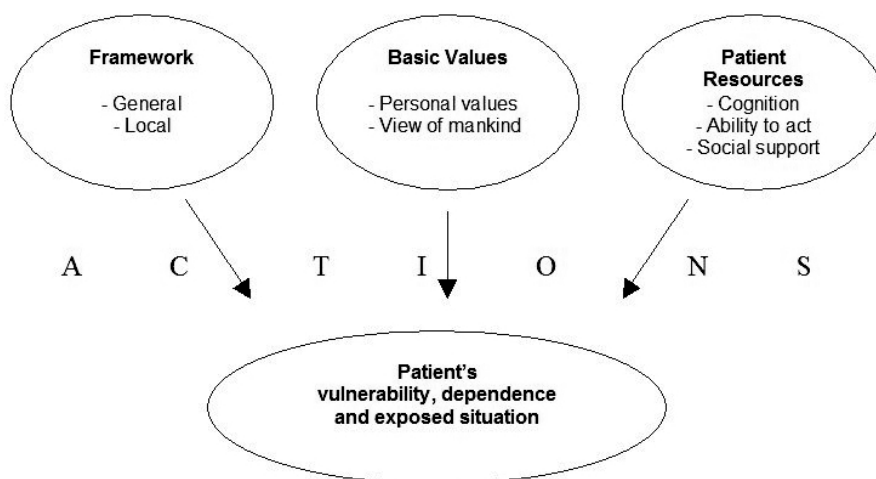 Framework
- General
- Local
Basic Values
- Personal values
- View of mankind
Patient
Resources
- Cognition
- Ability to act
- Social support
A C T I O N S
Patient’s
vulnerability, dependence
and exposed situation